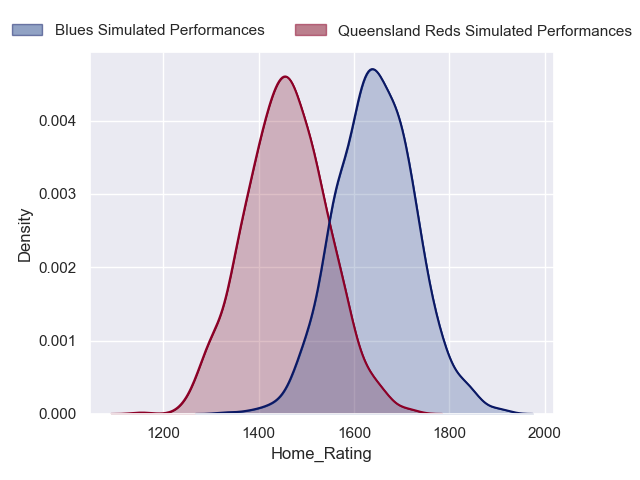 Blues Simulated Performances Queensland Reds Simulated Performances
0.004
0.003
0.002
0.001
0.000
Density
1200 1400 1600 1800 2000
Home_Rating